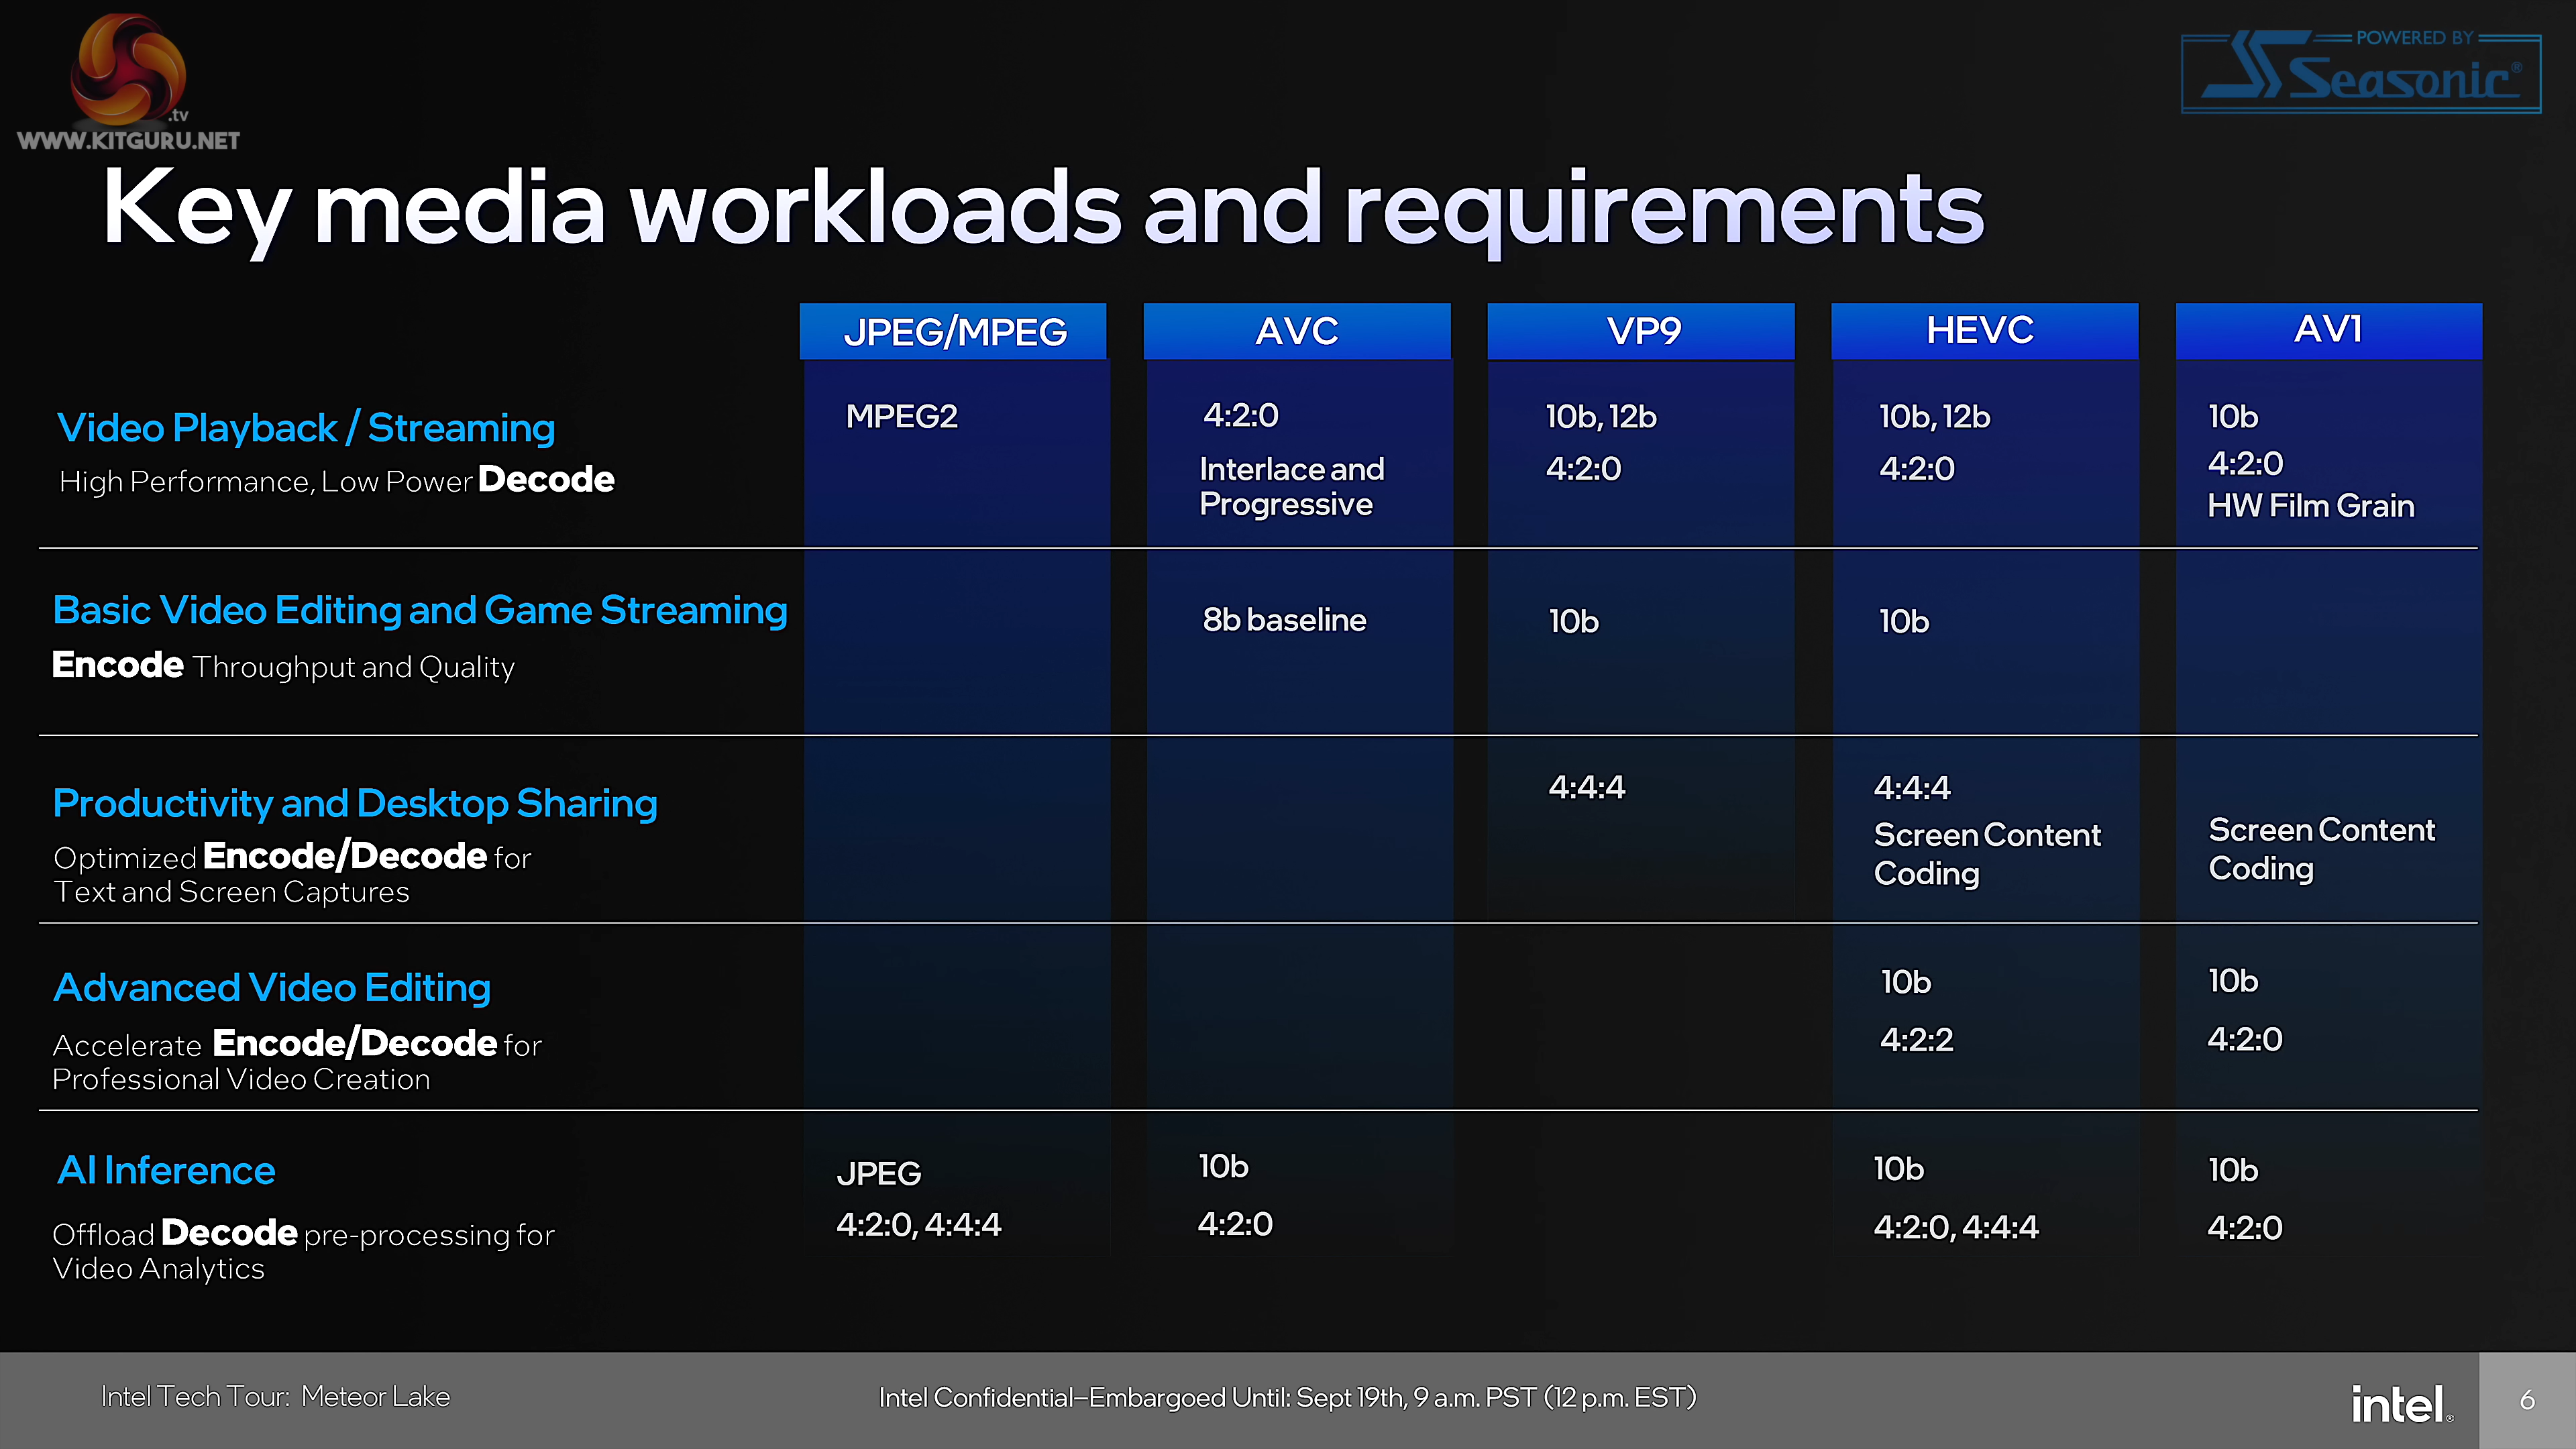 .tv
WWW.KITGURU.NET
POWERED BY
Seasonic®
Key media workloads and requirements
JPEG/MPEG AVC VP9 HEVC AV1
Video Playback / Streaming
High Performance, Low Power Decode
MPEG2
4:2:0
Interlace and
Progressive
10b, 12b
4:2:0
10b, 12b
4:2:0
10b
4:2:0
HW Film Grain
Basic Video Editing and Game Streaming
Encode Throughput and Quality
8b baseline
10b
10b
Productivity and Desktop Sharing
Optimized Encode/Decode for
Text and Screen Captures
4:4:4
4:4:4
Screen Content
Coding
Screen Content
Coding
Advanced Video Editing
Accelerate Encode/Decode for
Professional Video Creation
10b
4:2:2
10b
4:2:0
AI Inference
Offload Decode pre-processing for
Video Analytics
JPEG
4:2:0, 4:4:4
10b
4:2:0
10b
4:2:0, 4:4:4
10b
4:2:0
Intel Tech Tour: Meteor Lake
Intel Confidential–Embargoed Until: Sept 19th, 9 a.m. PST (12 p.m. EST)
intel®
6